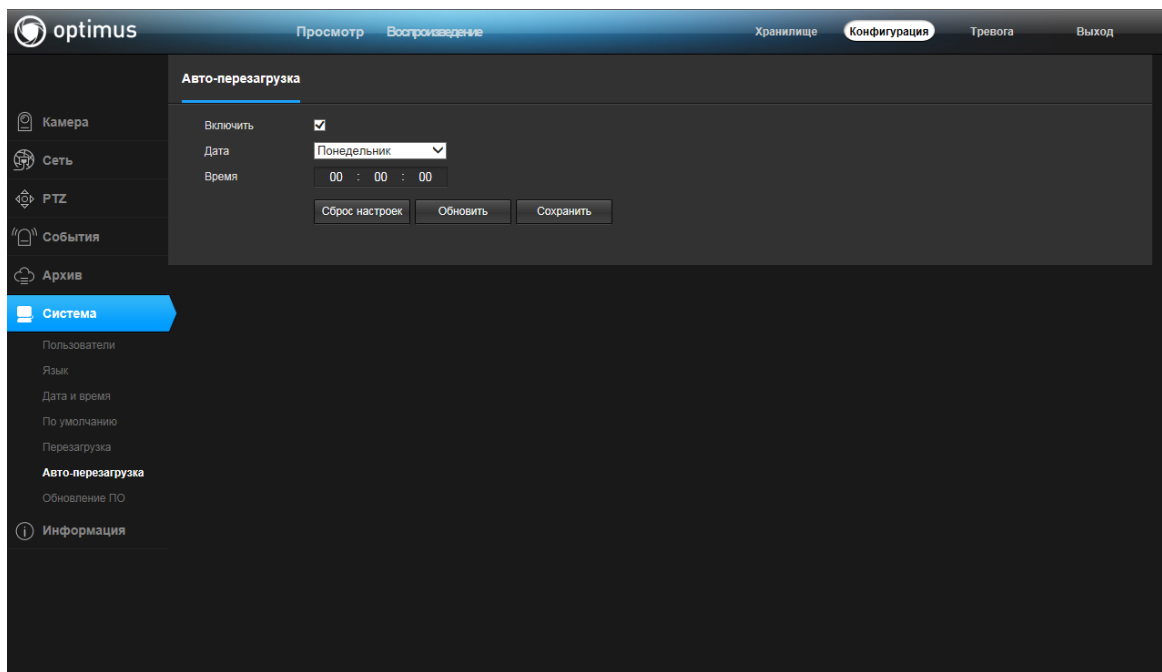 optimus
Просмотр Воспроизведение Хранилище Конфигурация Тревога Выход
Авто-перезагрузка
Камера
Сеть
PTZ
События
Архив
Система
Пользователи
Язык
Дата и время
По умолчанию
Перезагрузка
Авто-перезагрузка
Обновление ПО
Информация
Включить
Дата Понедельник
Время 00 : 00 : 00
Сброс настроек Обновить Сохранить